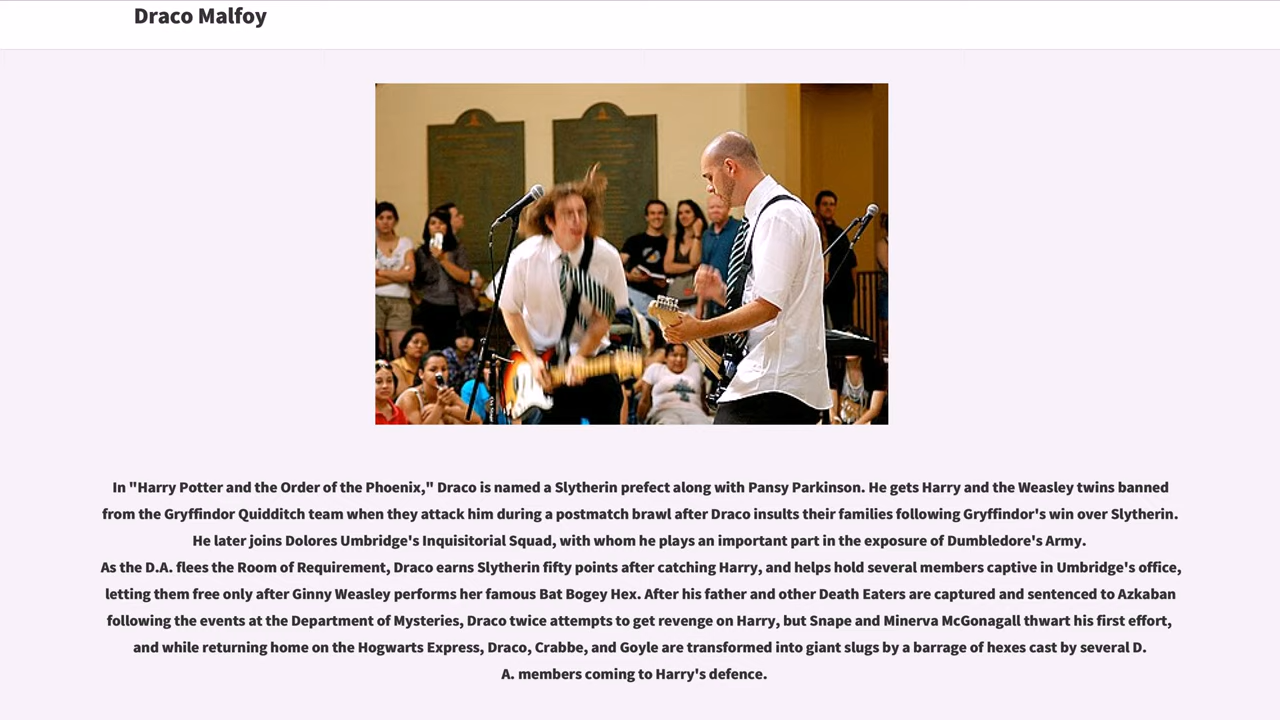 Draco Malfoy
In "Harry Potter and the Order of the Phoenix," Draco is named a Slytherin prefect along with Pansy Parkinson. He gets Harry and the Weasley twins banned
from the Gryffindor Quidditch team when they attack him during a postmatch brawl after Draco insults their families following Gryffindor's win over Slytherin.
He later joins Dolores Umbridge's Inquisitorial Squad, with whom he plays an important part in the exposure of Dumbledore's Army.
As the D.A. flees the Room of Requirement, Draco earns Slytherin fifty points after catching Harry, and helps hold several members captive in Umbridge's office,
letting them free only after Ginny Weasley performs her famous Bat Bogey Hex. After his father and other Death Eaters are captured and sentenced to Azkaban
following the events at the Department of Mysteries, Draco twice attempts to get revenge on Harry, but Snape and Minerva McGonagall thwart his first effort,
and while returning home on the Hogwarts Express, Draco, Crabbe, and Goyle are transformed into giant slugs by a barrage of hexes cast by several D.
A. members coming to Harry's defence.